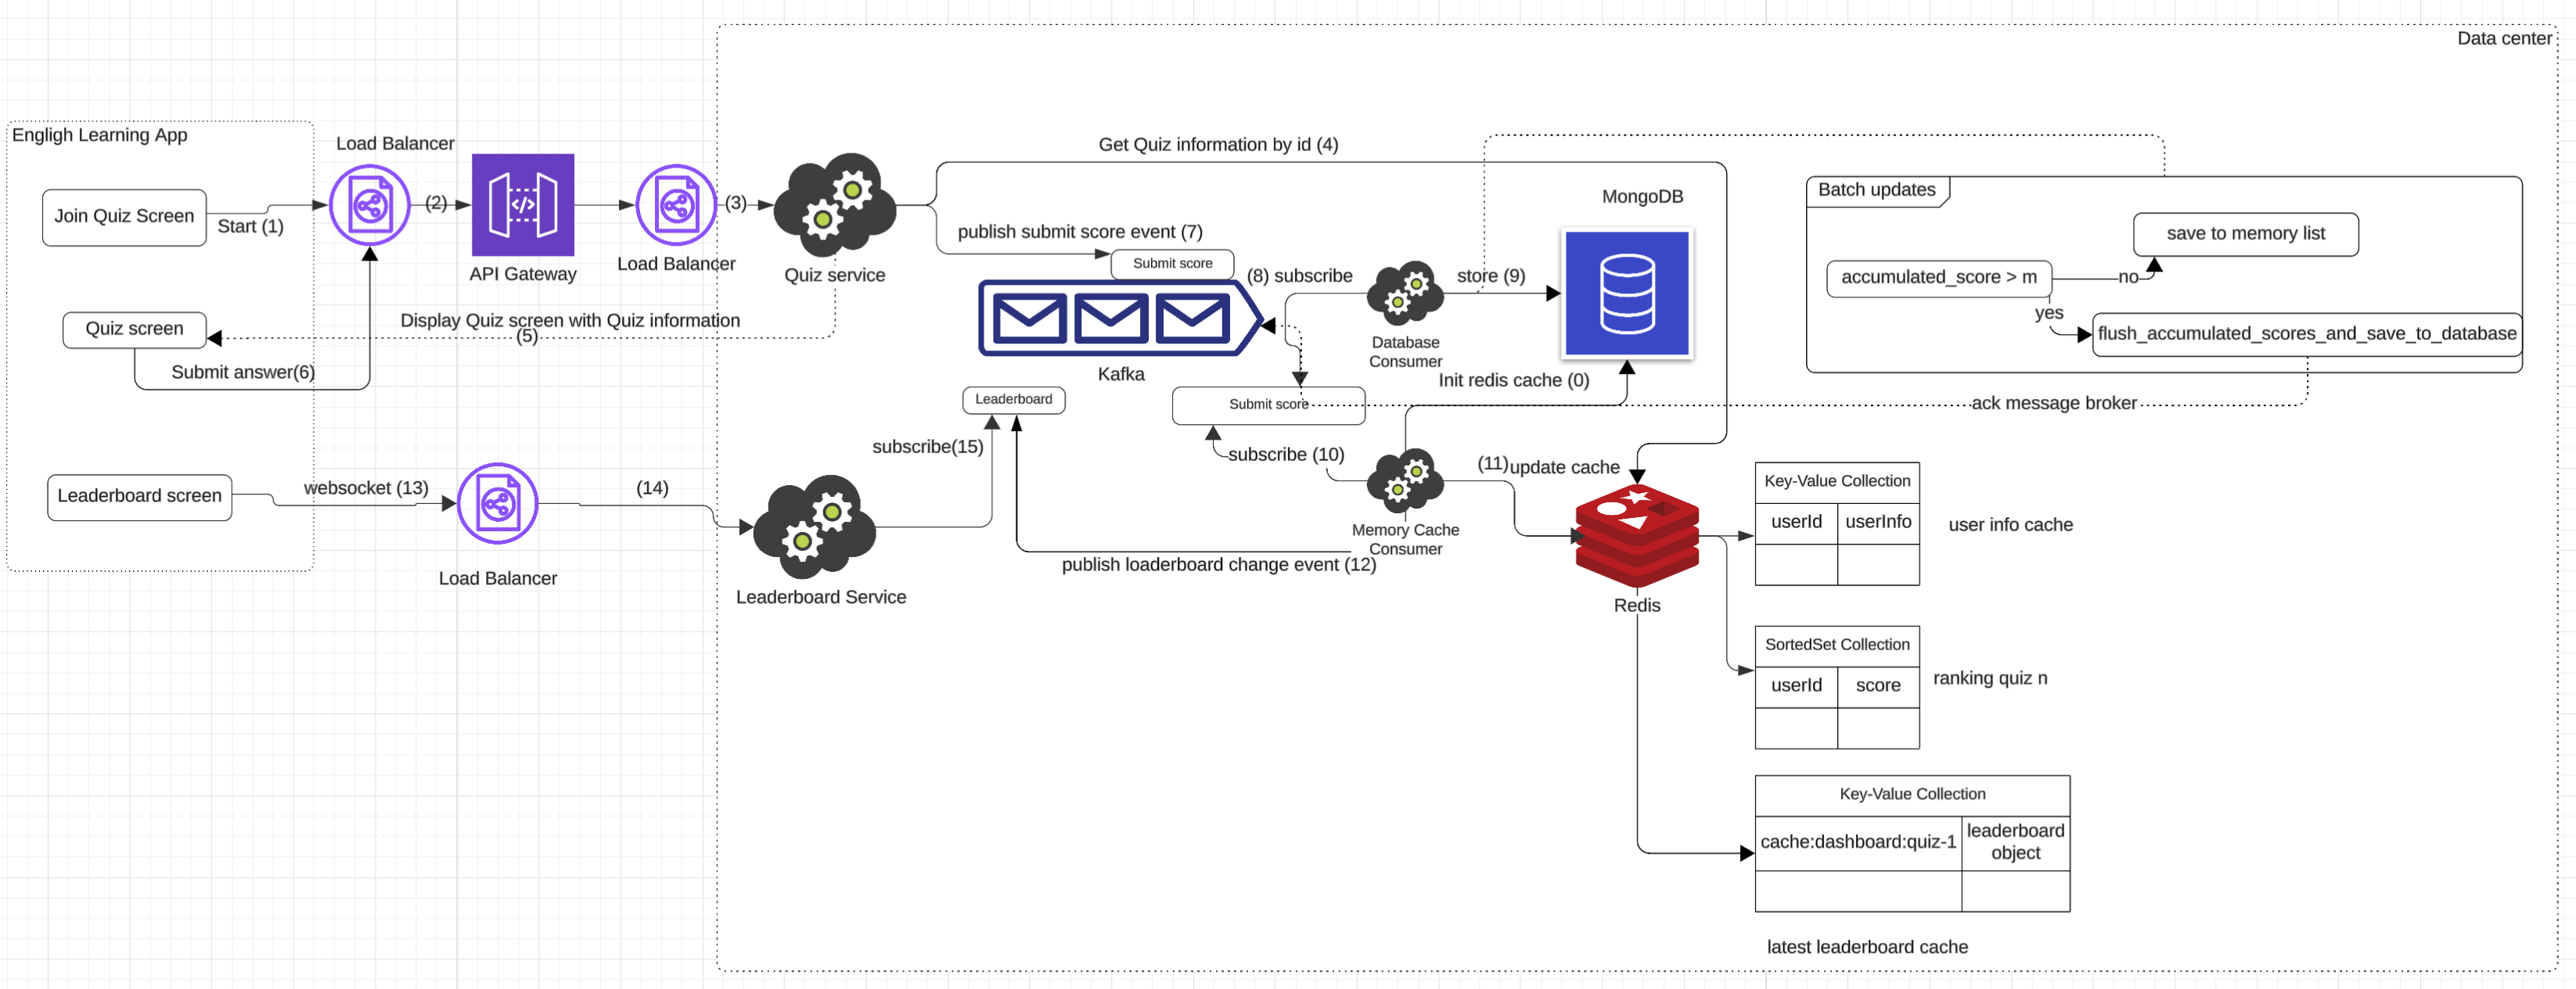 Data center
Engligh Learning App
Load Balancer
Get Quiz information by id (4)
Join Quiz Screen
Start (1)
(2)
API Gateway
Load Balancer
(3)
Quiz service
publish submit score event (7)
Submit score
MongoDB
Batch updates
save to memory list
accumulated_score > m
no
yes
flush_accumulated_scores_and_save_to_database
(8) subscribe
store (9)
Database
Consumer
Quiz screen
Display Quiz screen with Quiz information
(5)
Submit answer(6)
Kafka
Init redis cache (0)
Leaderboard
Submit score
ack message broker
subscribe(15)
subscribe (10)
(11)
update cache
Leaderboard screen
websocket (13)
(14)
Load Balancer
Leaderboard Service
Memory Cache
Consumer
publish loaderboard change event (12)
Redis
Key-Value Collection
userId
userInfo
user info cache
SortedSet Collection
userId
score
ranking quiz n
Key-Value Collection
cache:dashboard:quiz-1
leaderboard
object
latest leaderboard cache